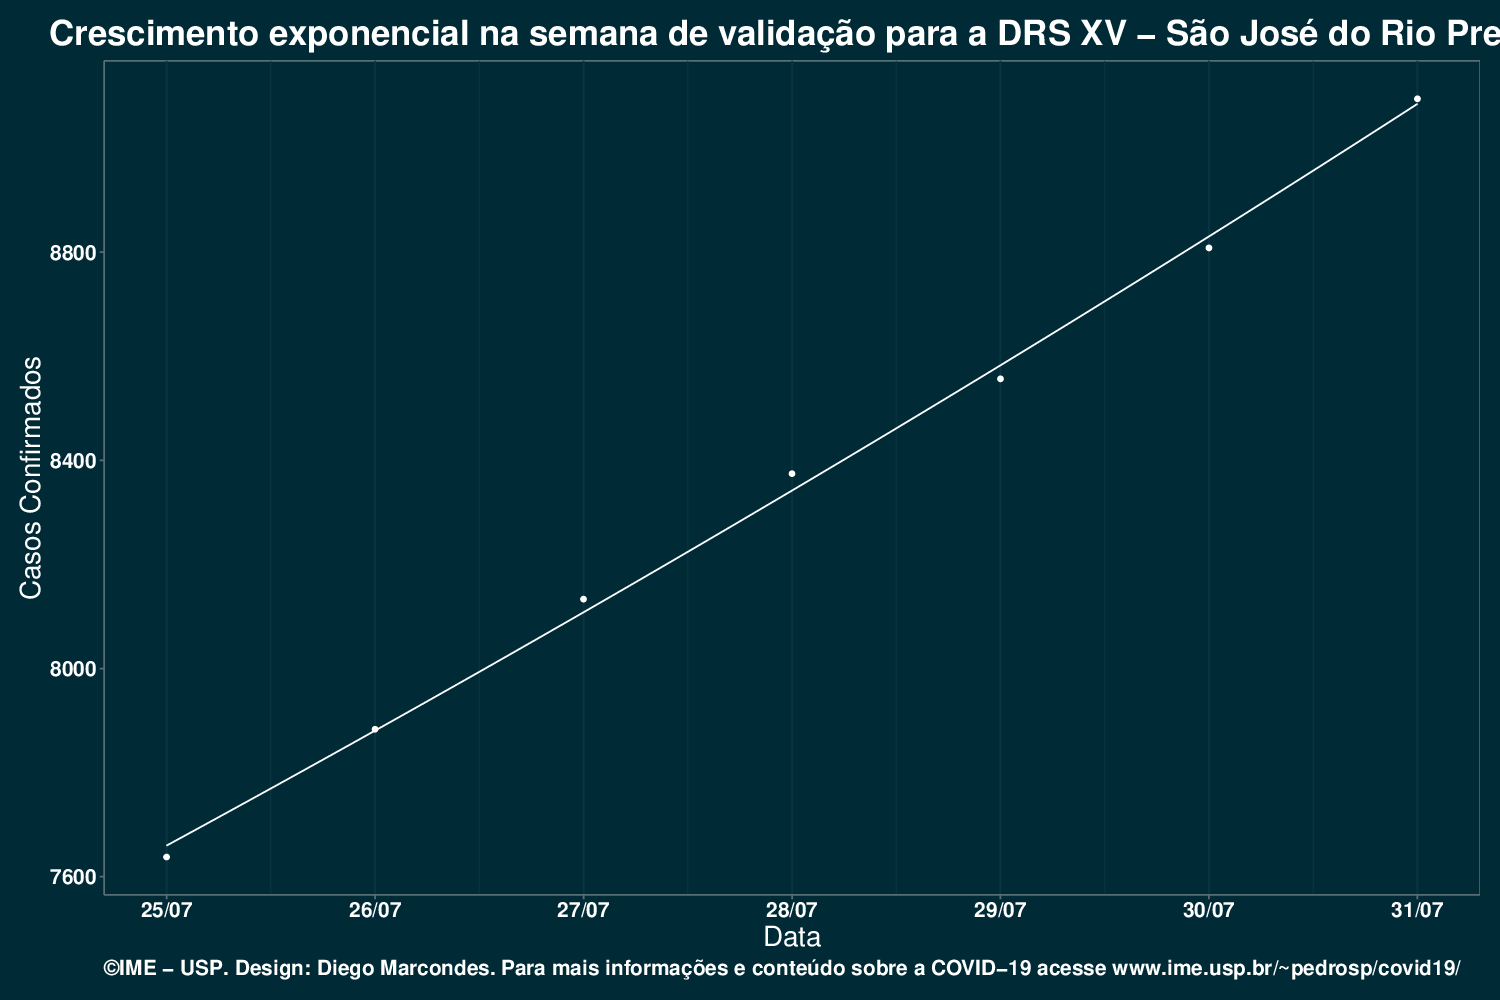 Crescimento exponencial na semana de validação para a DRS XV – São José do Rio Pre
Casos Confirmados
8800
8400
8000
7600
25/07 26/07 27/07 28/07 29/07 30/07 31/07
Data
©IME – USP. Design: Diego Marcondes. Para mais informações e conteúdo sobre a COVID–19 acesse www.ime.usp.br/~pedrosp/covid19/